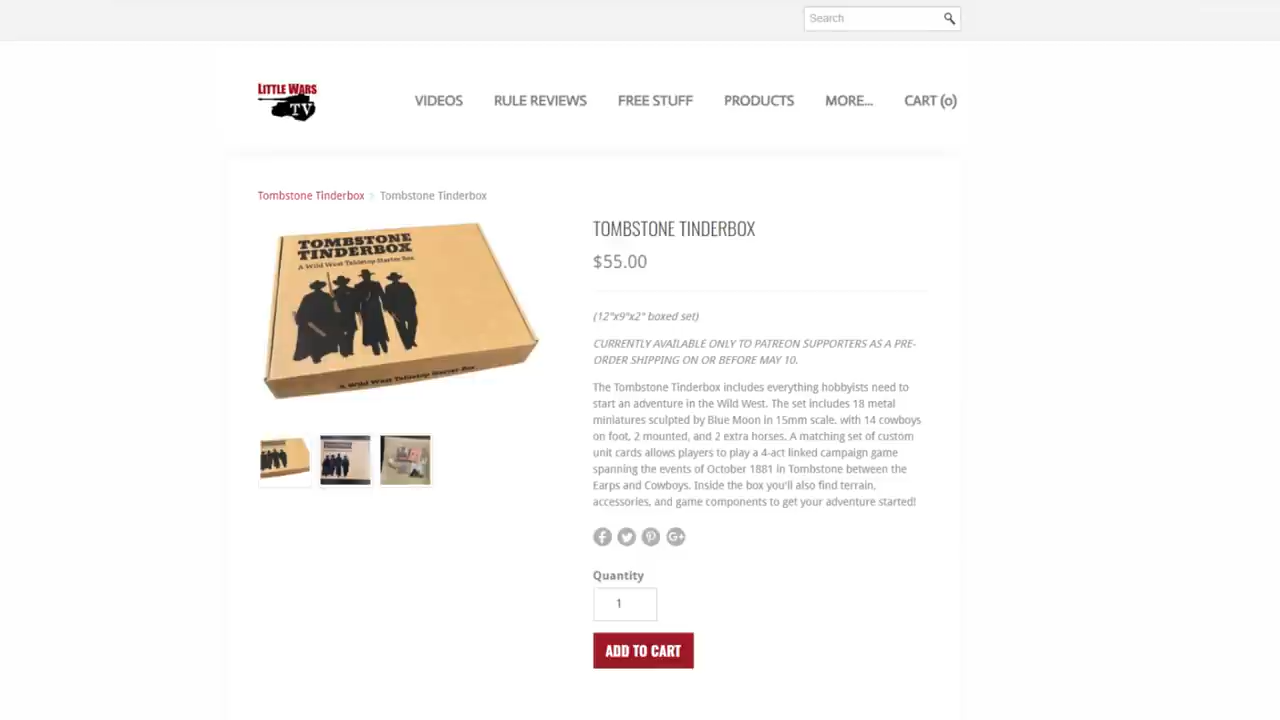 Search
LITTLE WARS
TV
VIDEOS
RULE REVIEWS
FREE STUFF
PRODUCTS
MORE...
CART (0)
Tombstone Tinderbox
Tombstone Tinderbox
TOMBSTONE
TINDERBOX
A Wild West Tabletop Starter Box
A Wild West Tabletop Starter Box
TOMBSTONE TINDERBOX
$55.00
(12"x9"x2" boxed set)
CURRENTLY AVAILABLE ONLY TO PATREON SUPPORTERS AS A PRE-
ORDER SHIPPING ON OR BEFORE MAY 10.
The Tombstone Tinderbox includes everything hobbyists need to
start an adventure in the Wild West. The set includes 18 metal
miniatures sculpted by Blue Moon in 15mm scale, with 14 cowboys
on foot, 2 mounted, and 2 extra horses. A matching set of custom
unit cards allows players to play a 4-act linked campaign game
spanning the events of October 1881 in Tombstone between the
Earps and Cowboys. Inside the box you'll also find terrain,
accessories, and game components to get your adventure started!
Quantity
1
ADD TO CART